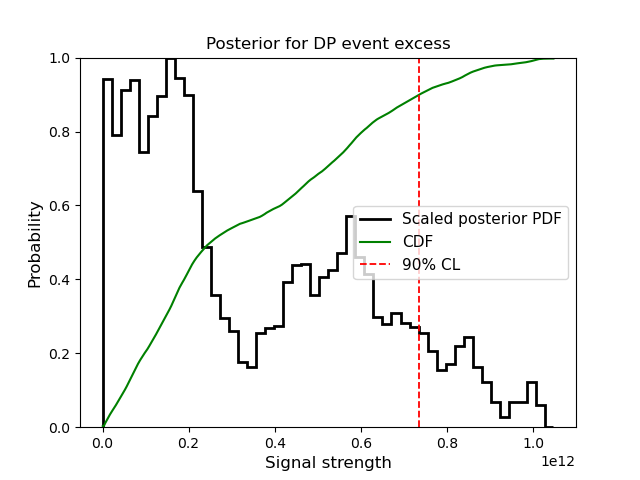 Posterior for DP event excess
Probability
1.0
0.8
0.6
0.4
0.2
0.0
Scaled posterior PDF
CDF
90% CL
0.0 0.2 0.4 0.6 0.8 1.0
1e12
Signal strength